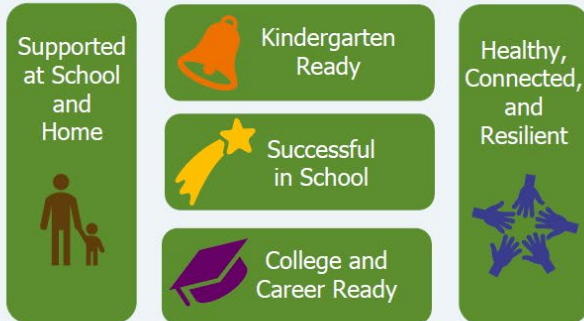 Supported
at School
and
Home
Kindergarten
Ready
Successful
in School
College and
Career Ready
Healthy,
Connected,
and
Resilient